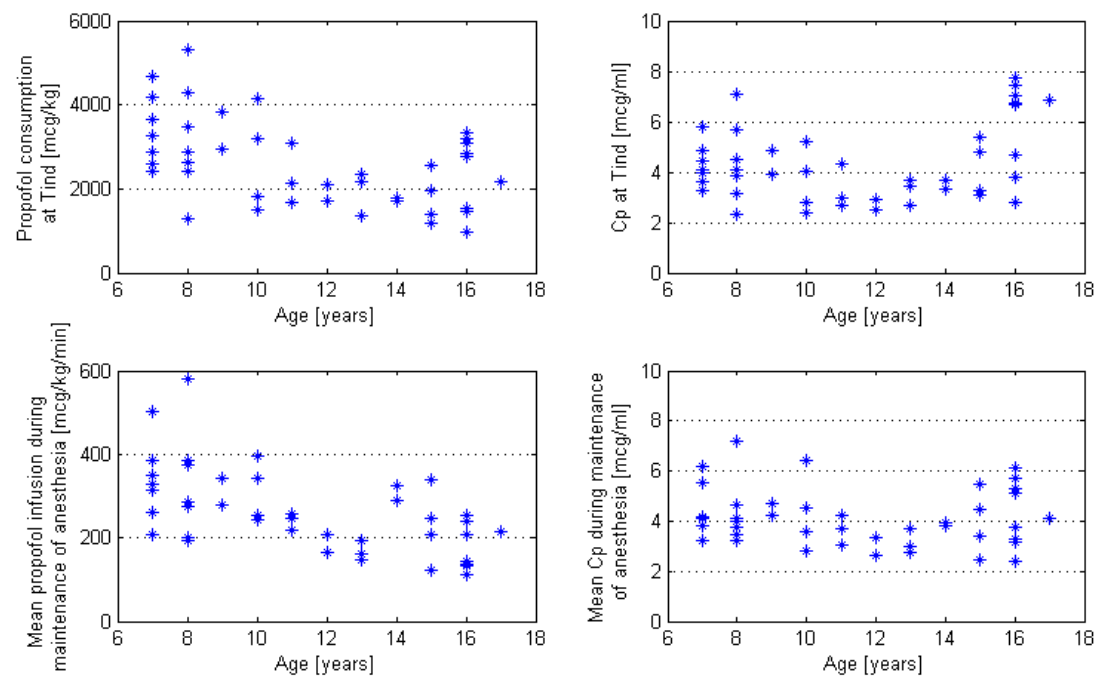 Propofol consumption
at Tind [mcg/kg]
6000
4000
2000
0
6 8 10 12 14 16 18
Age [years]
Cp at Tind [mcg/ml]
10
8
6
4
2
0
6 8 10 12 14 16 18
Age [years]
Mean propofol infusion during
maintenance of anesthesia [mcg/kg/min]
600
400
200
0
6 8 10 12 14 16 18
Age [years]
Mean Cp during maintenance
of anesthesia [mcg/ml]
10
8
6
4
2
0
6 8 10 12 14 16 18
Age [years]